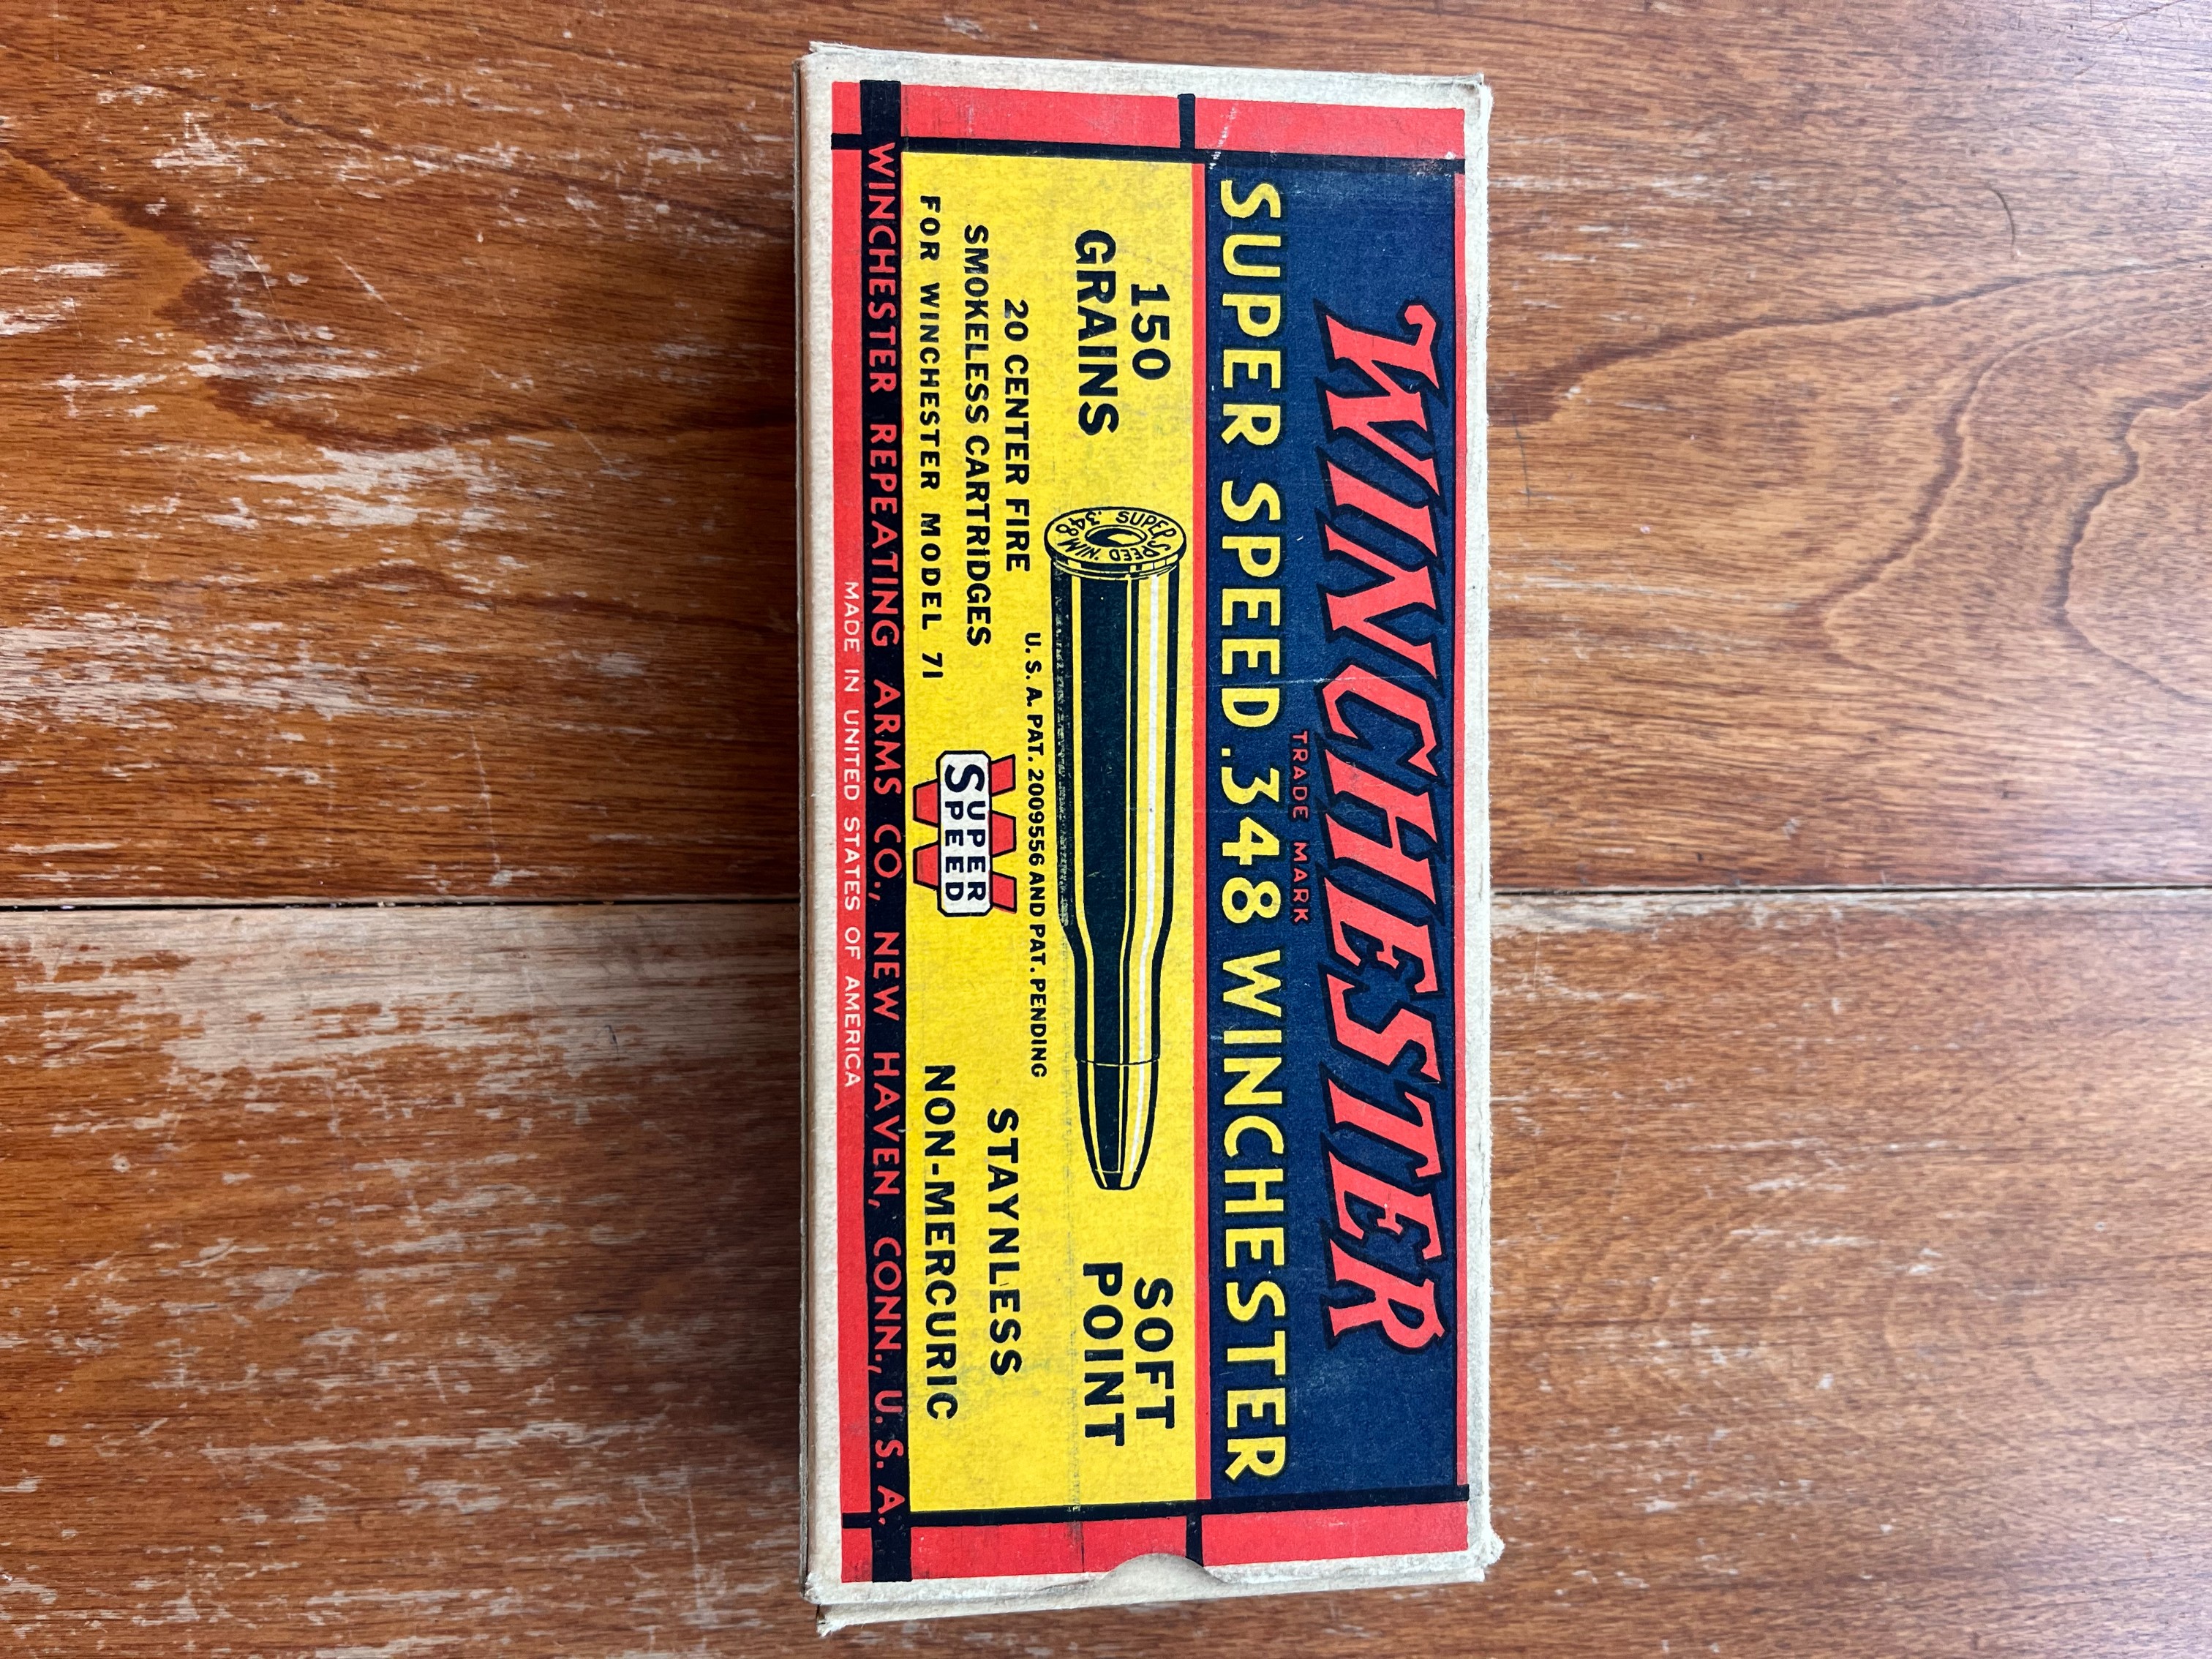 WINCHESTER
TRADE MARK
SUPER SPEED .348 WINCHESTER
150
GRAINS
SUPER SPEED
.348 WIN.
SOFT
POINT
U. S. A. PAT. 2009556 AND PAT. PENDING
20 CENTER FIRE
SMOKELESS CARTRIDGES
FOR WINCHESTER MODEL 71
W
SUPER
SPEED
STAYNLESS
NON-MERCURIC
WINCHESTER REPEATING ARMS CO., NEW HAVEN, CONN., U. S. A.
MADE IN UNITED STATES OF AMERICA